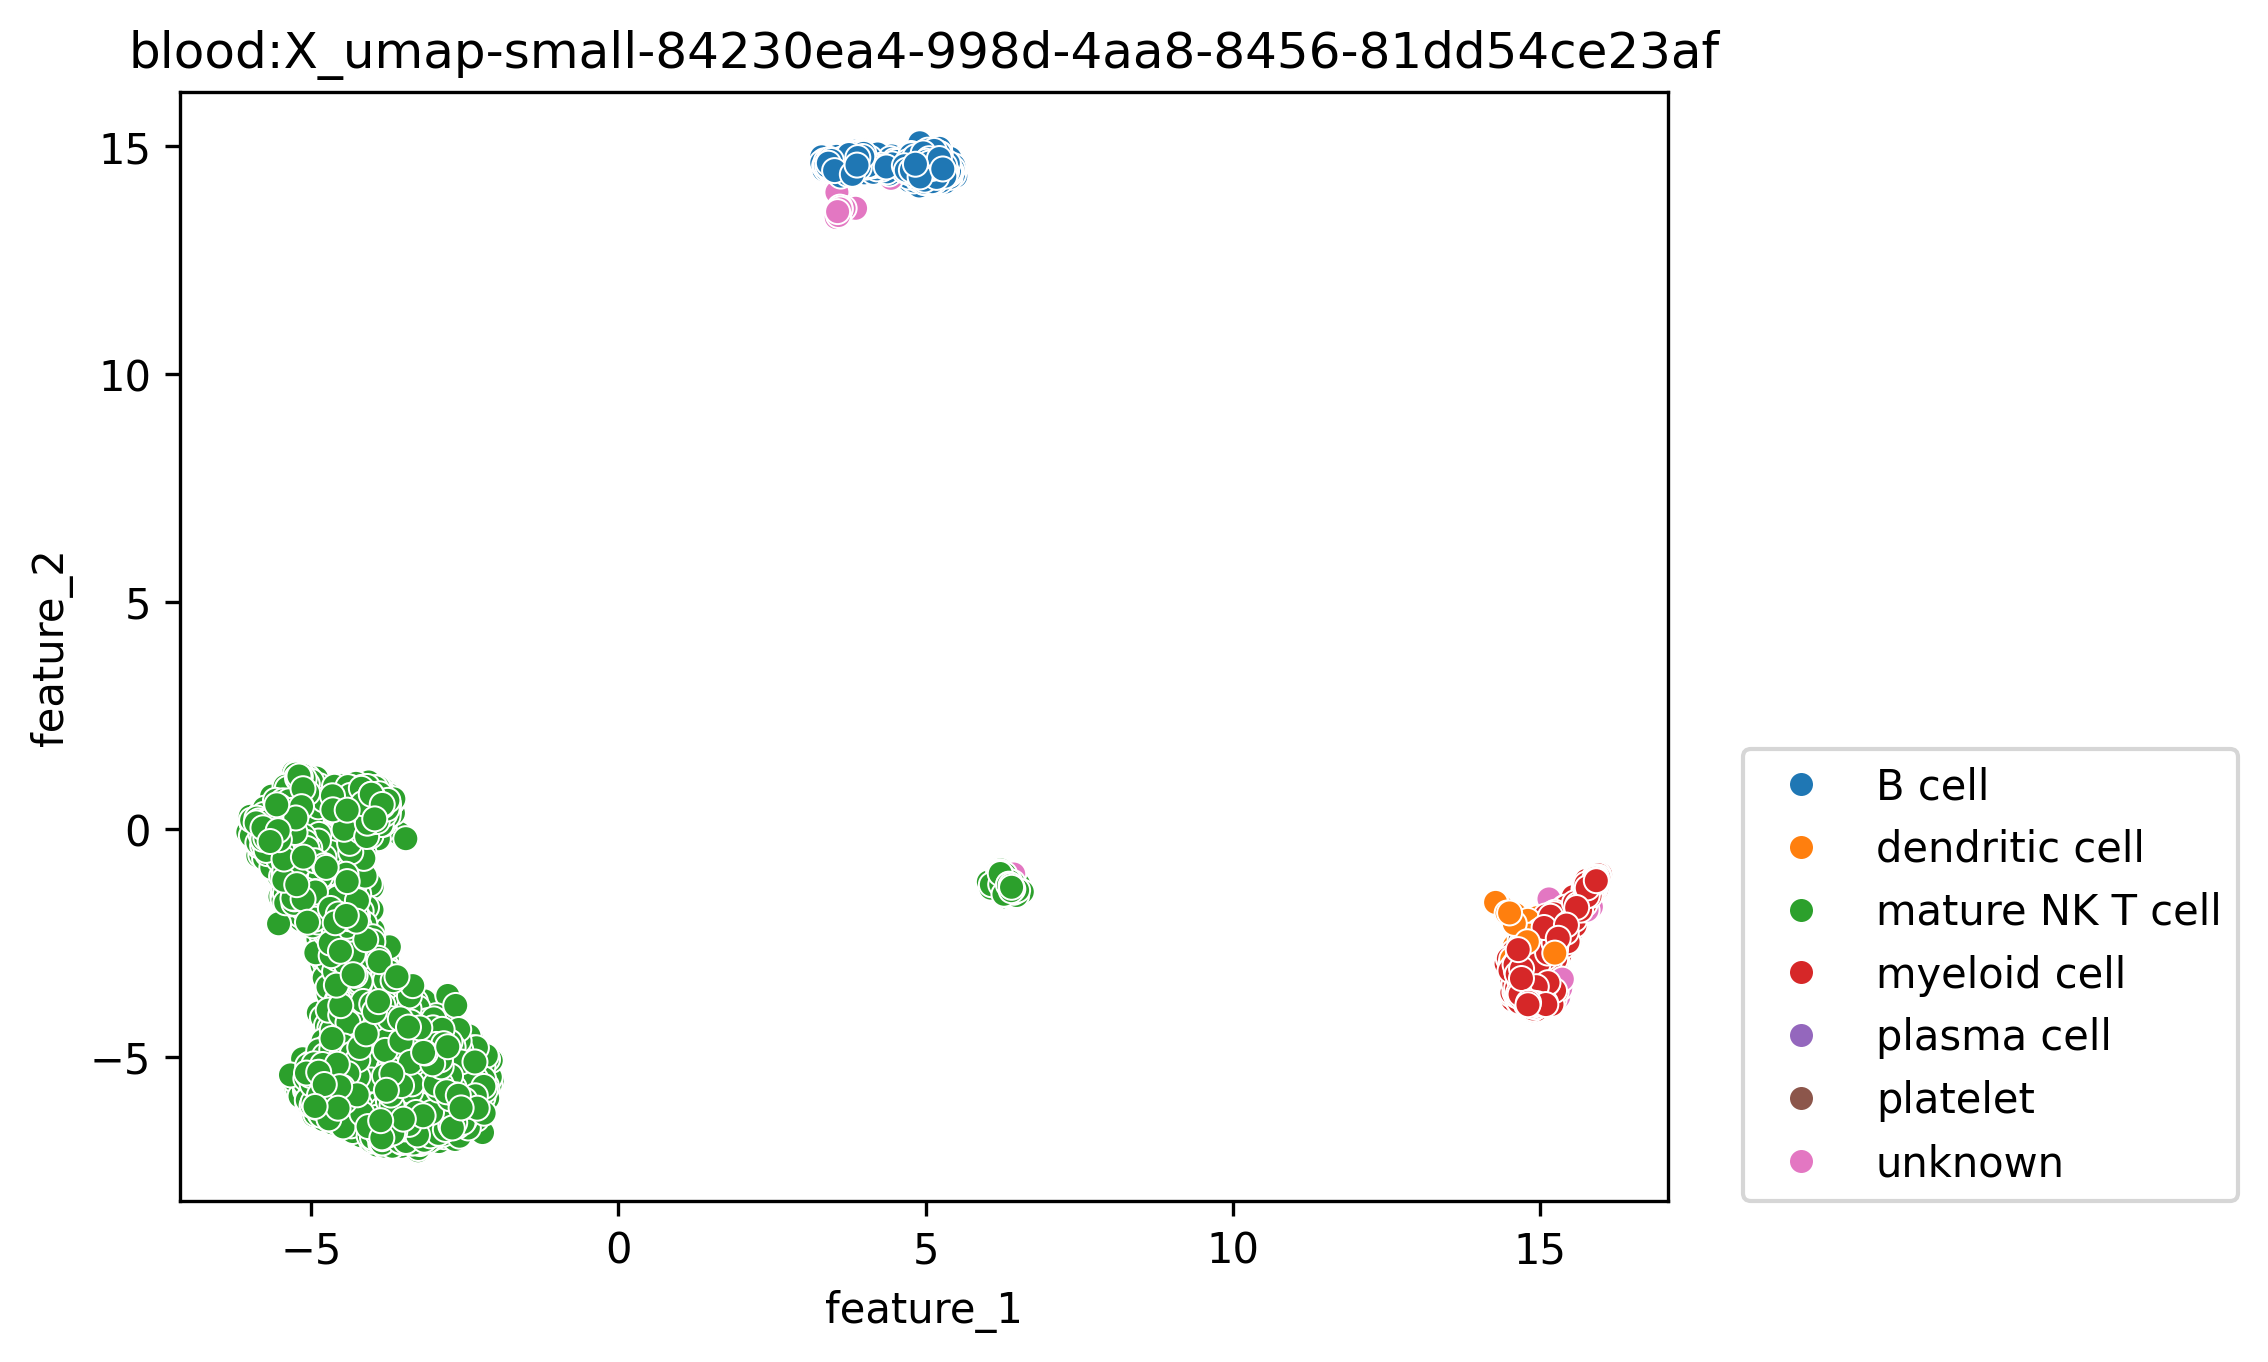 blood:X_umap-small-84230ea4-998d-4aa8-8456-81dd54ce23af
feature_2
15
10
5
0
−5
−5
0
5
10
15
feature_1
B cell
dendritic cell
mature NK T cell
myeloid cell
plasma cell
platelet
unknown